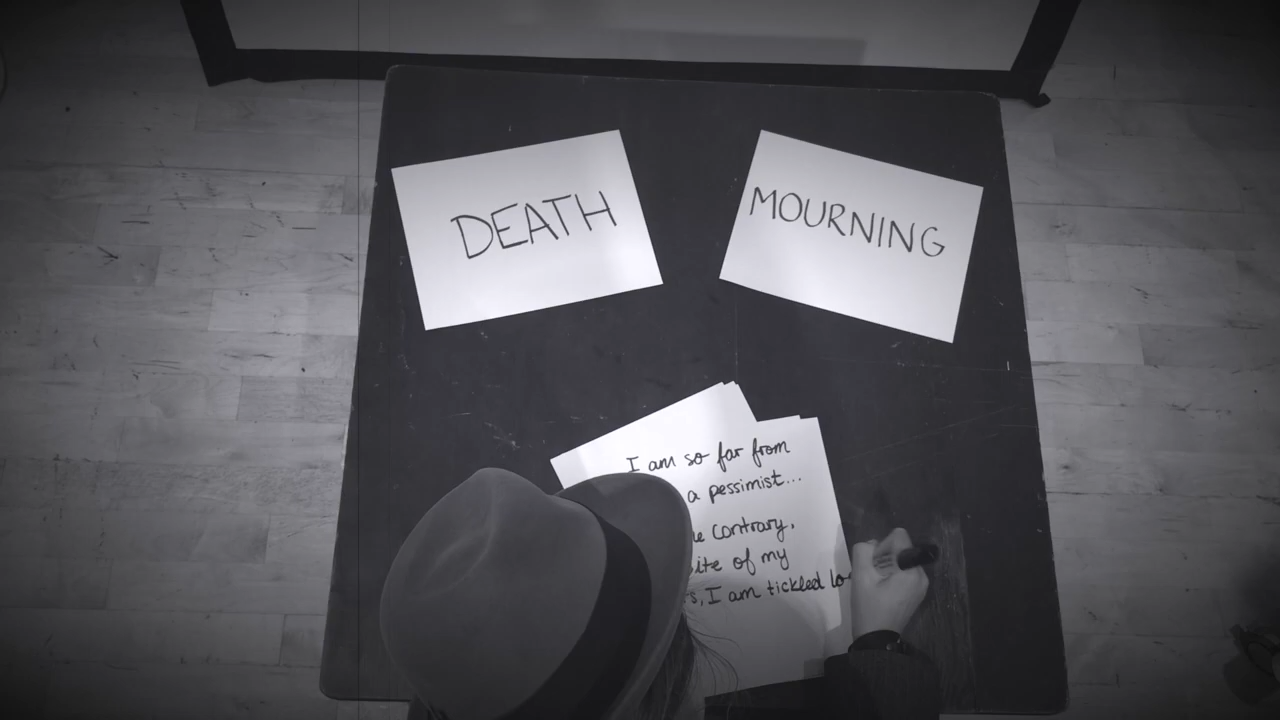 DEATH
MOURNING
I am so far from
a pessimist...
contrary,
of my
I am tickled